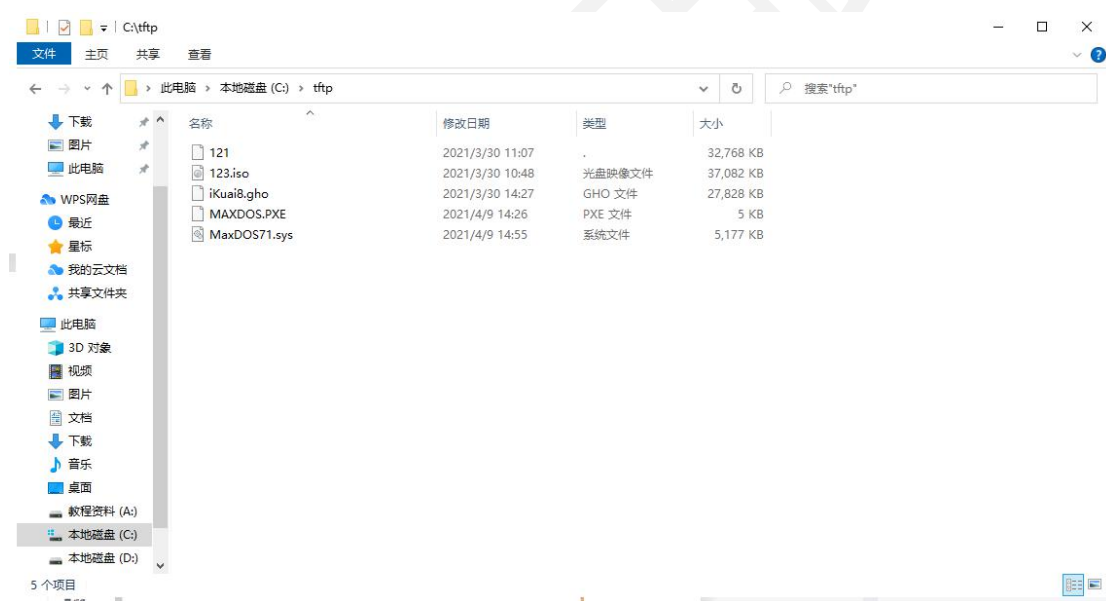 C:\tftp
文件 主页 共享 查看
此电脑 › 本地磁盘 (C:) › tftp
搜索"tftp"
下载
图片
此电脑
WPS网盘
最近
星标
我的云文档
共享文件夹
此电脑
3D 对象
视频
图片
文档
下载
音乐
桌面
教程资料 (A:)
本地磁盘 (C:)
本地磁盘 (D:)
名称 修改日期 类型 大小
121 2021/3/30 11:07 . 32,768 KB
123.iso 2021/3/30 10:48 光盘映像文件 37,082 KB
iKuai8.gho 2021/3/30 14:27 GHO 文件 27,828 KB
MAXDOS.PXE 2021/4/9 14:26 PXE 文件 5 KB
MaxDOS71.sys 2021/4/9 14:55 系统文件 5,177 KB
5 个项目